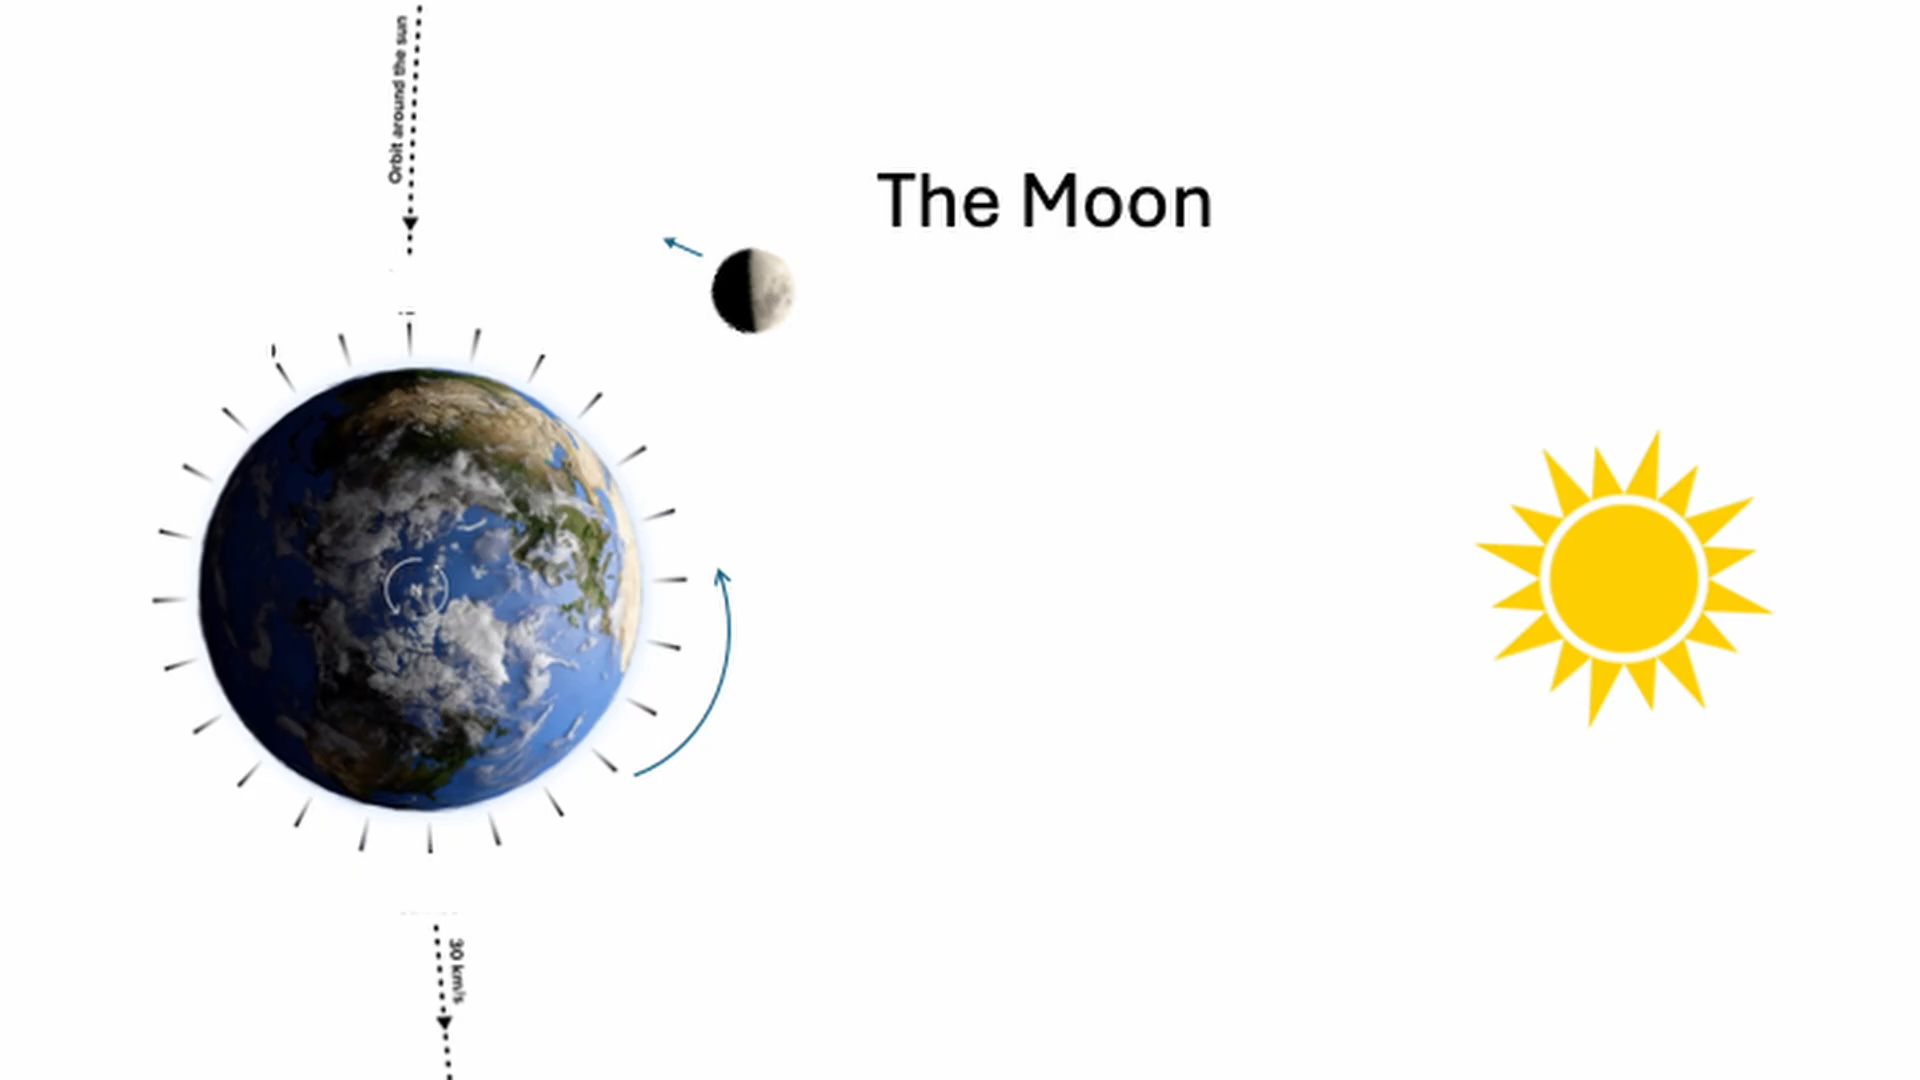 Orbit around the sun
The Moon
N
30 km/s